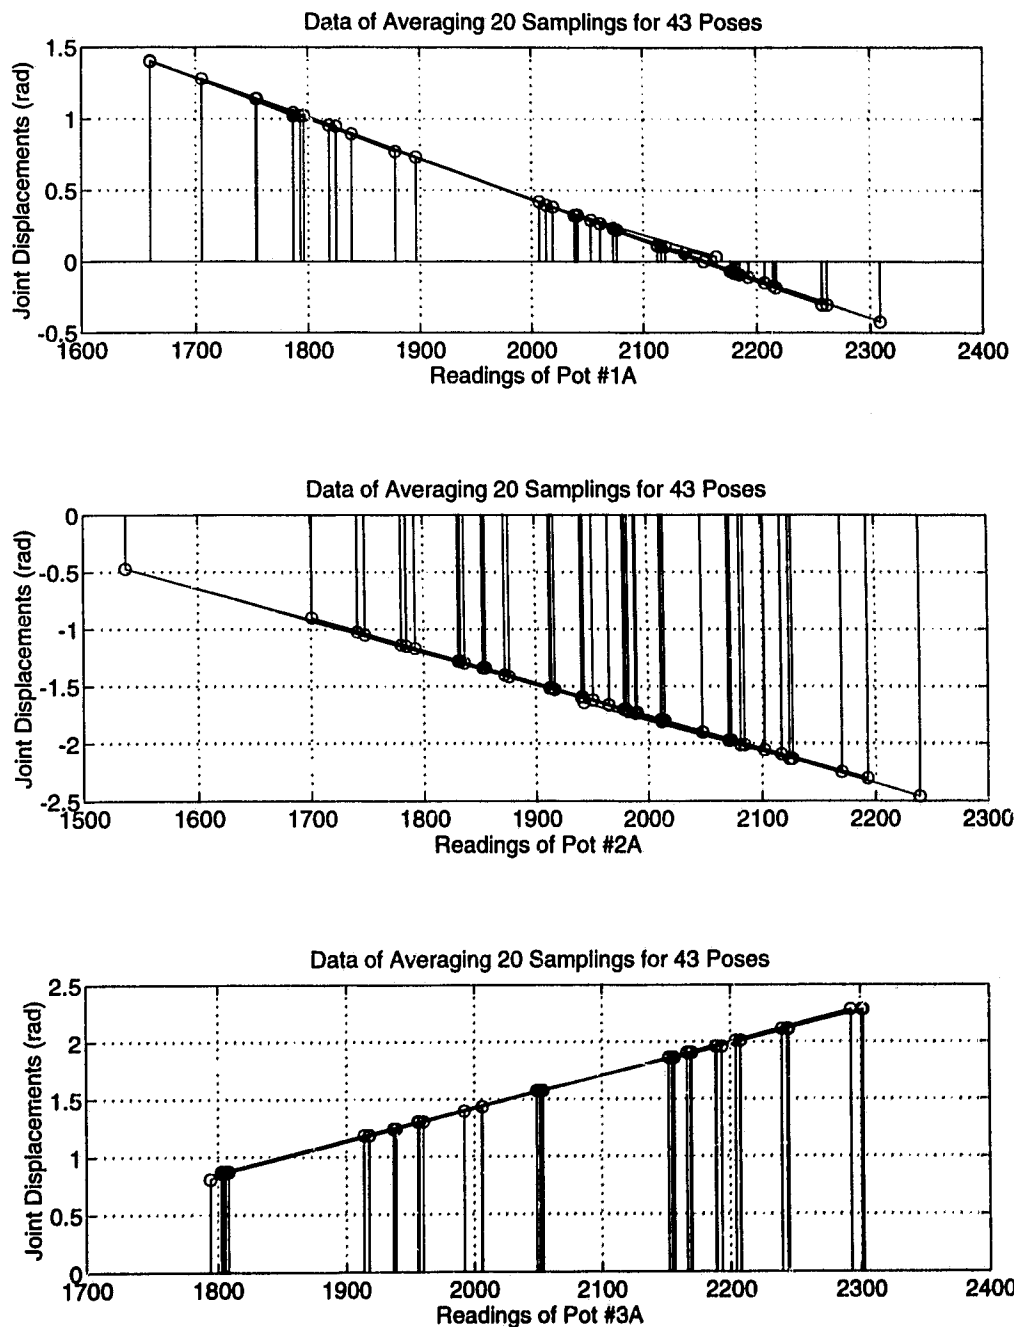 Data of Averaging 20 Samplings for 43 Poses
1.5
1
0.5
0
-0.5
Joint Displacements (rad)
1600 1700 1800 1900 2000 2100 2200 2300 2400
Readings of Pot #1A
Data of Averaging 20 Samplings for 43 Poses
0
-0.5
-1
-1.5
-2
-2.5
Joint Displacements (rad)
1500 1600 1700 1800 1900 2000 2100 2200 2300
Readings of Pot #2A
Data of Averaging 20 Samplings for 43 Poses
2.5
2
1.5
1
0.5
0
Joint Displacements (rad)
1700 1800 1900 2000 2100 2200 2300 2400
Readings of Pot #3A